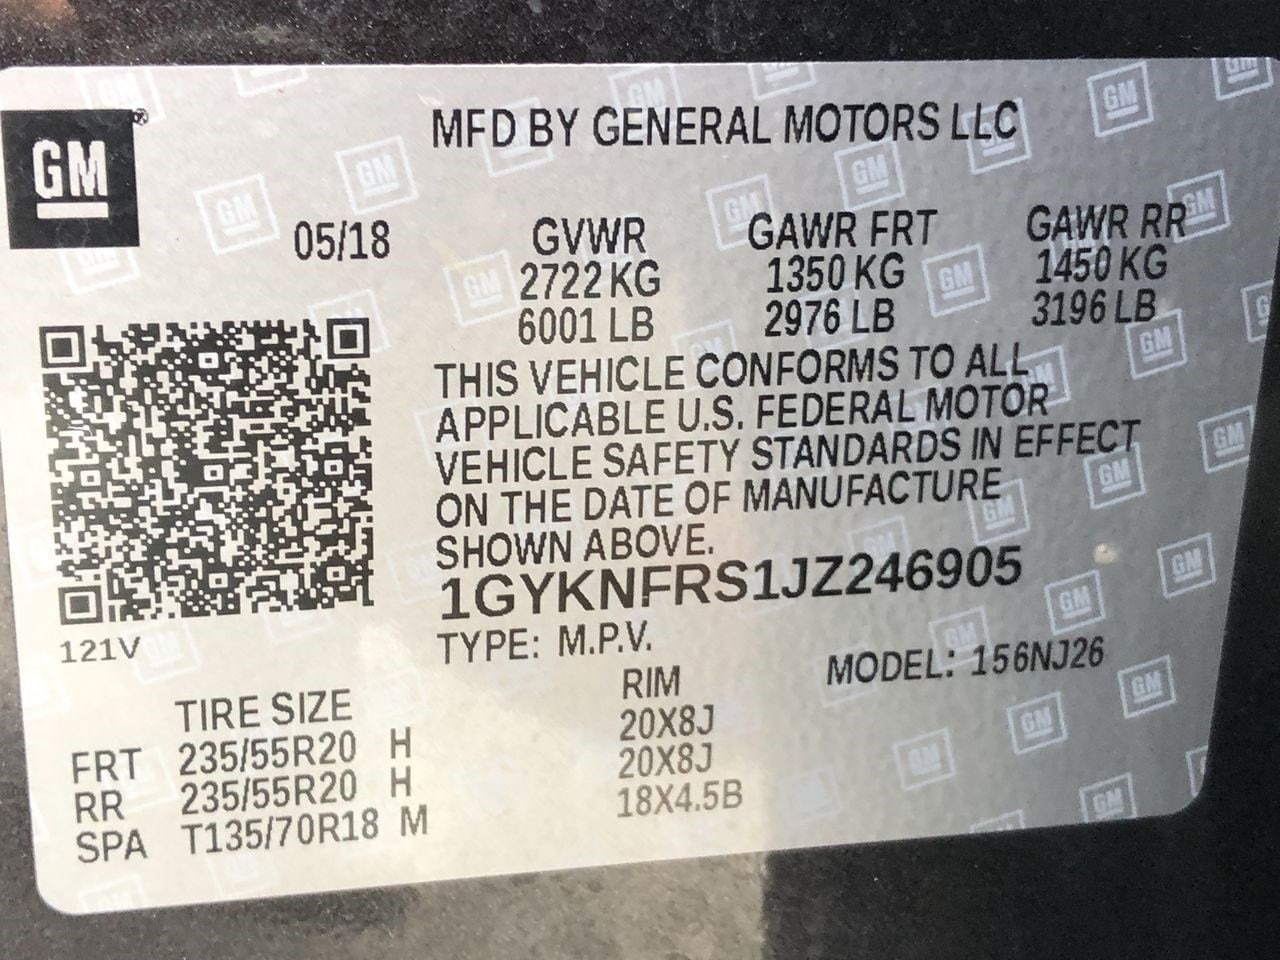 GM®
MFD BY GENERAL MOTORS LLC
05/18
GVWR GAWR FRT GAWR RR
2722 KG 1350 KG 1450 KG
6001 LB 2976 LB 3196 LB
THIS VEHICLE CONFORMS TO ALL
APPLICABLE U.S. FEDERAL MOTOR
VEHICLE SAFETY STANDARDS IN EFFECT
ON THE DATE OF MANUFACTURE
SHOWN ABOVE.
1GYKNFRS1JZ246905
121V
TYPE: M.P.V. MODEL: 156NJ26
TIRE SIZE RIM
FRT 235/55R20 H 20X8J
RR 235/55R20 H 20X8J
SPA T135/70R18 M 18X4.5B